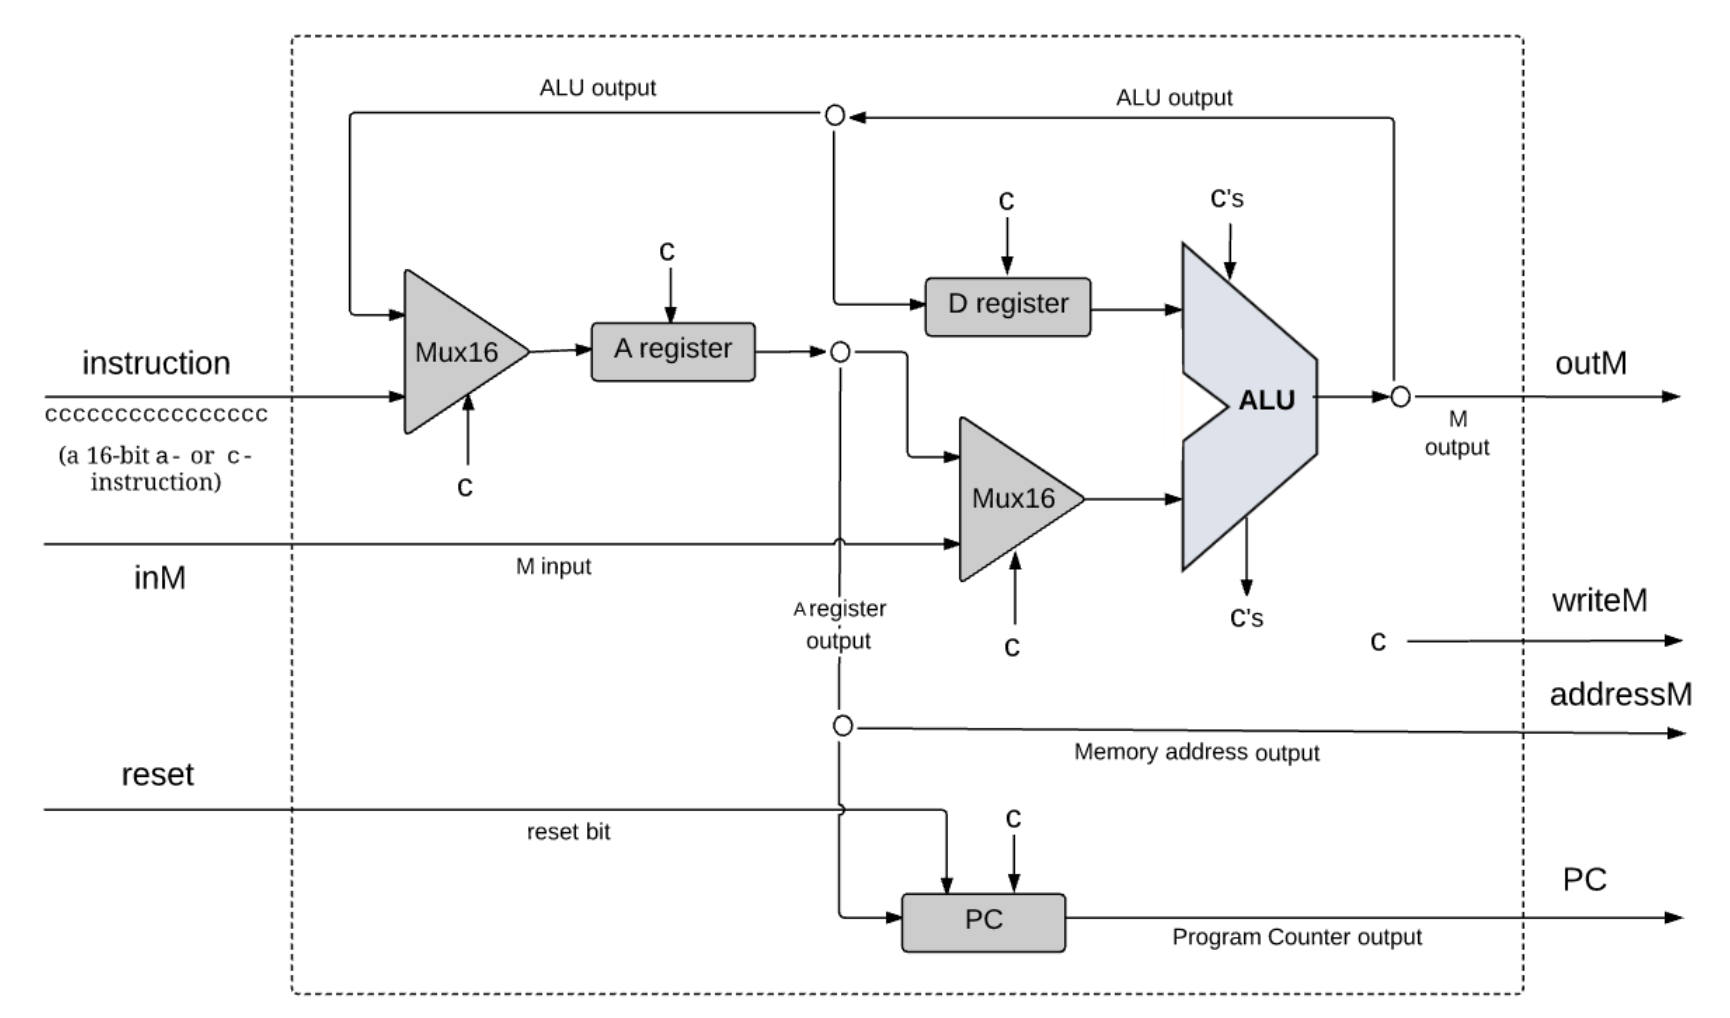 ALU output
ALU output
c
c's
c
D register
Mux16
A register
instruction
cccccccccccccccc
(a 16-bit a- or c-
instruction)
c
ALU
outM
M
output
Mux16
inM
M input
A register
output
c
c's
writeM
c
addressM
Memory address output
reset
reset bit
c
PC
PC
Program Counter output